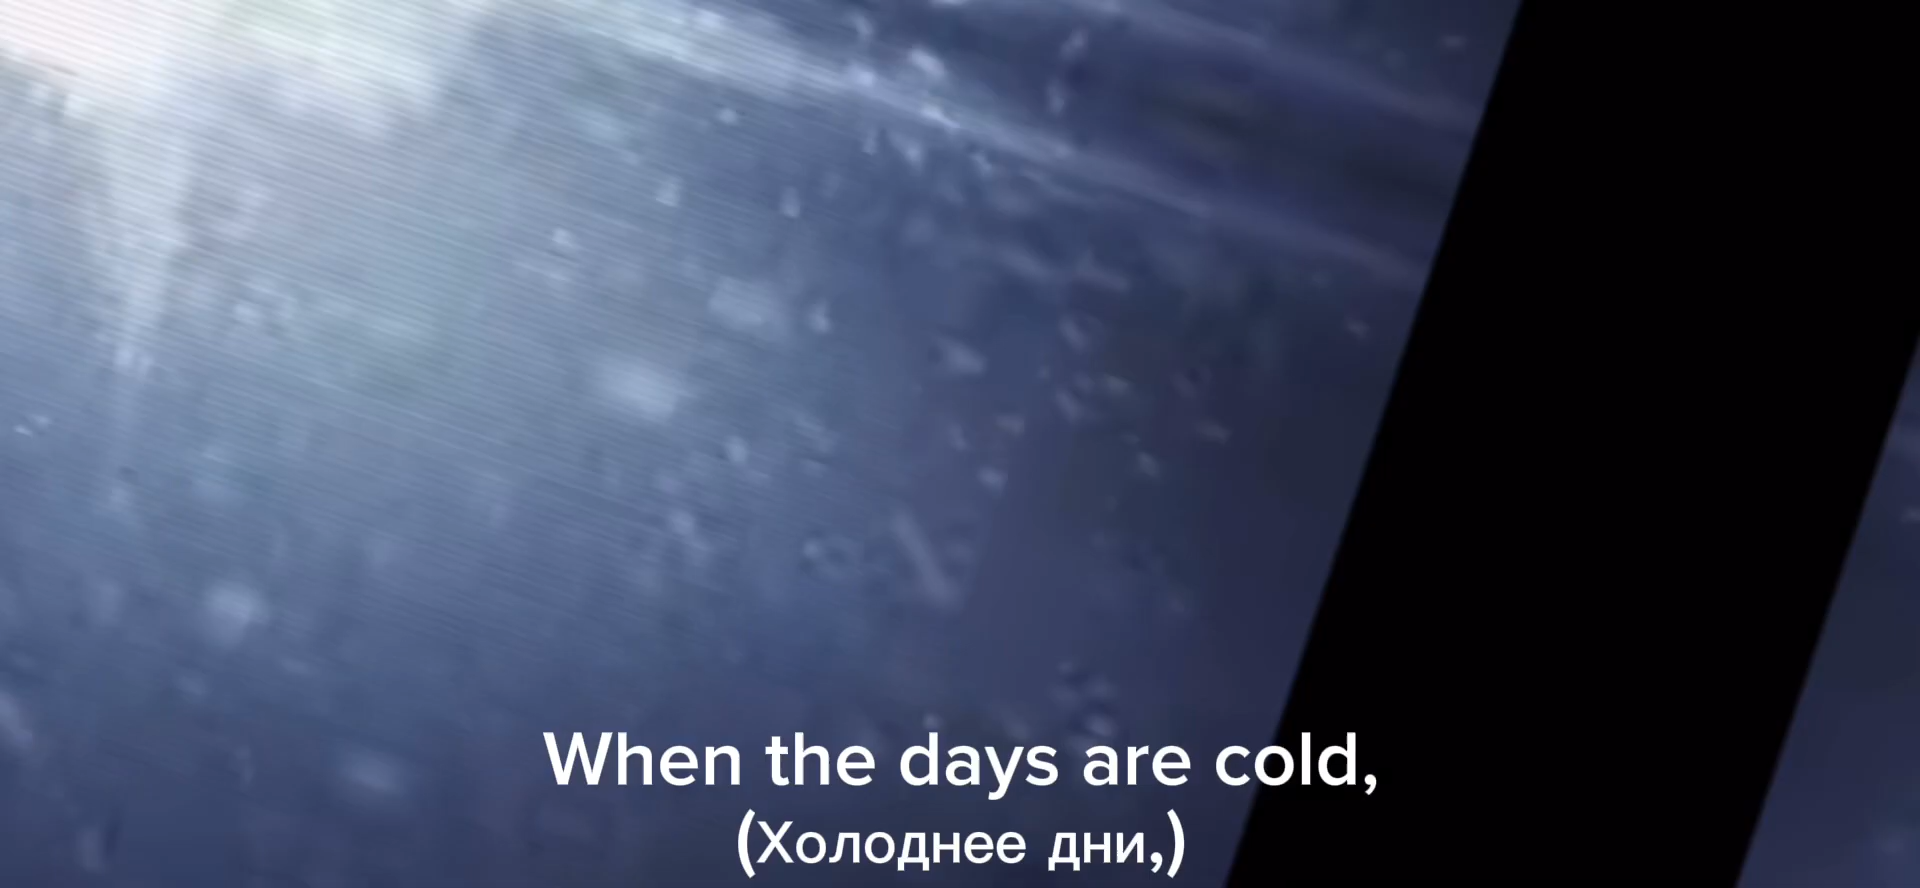 When the days are cold,
(Холоднее дни,)